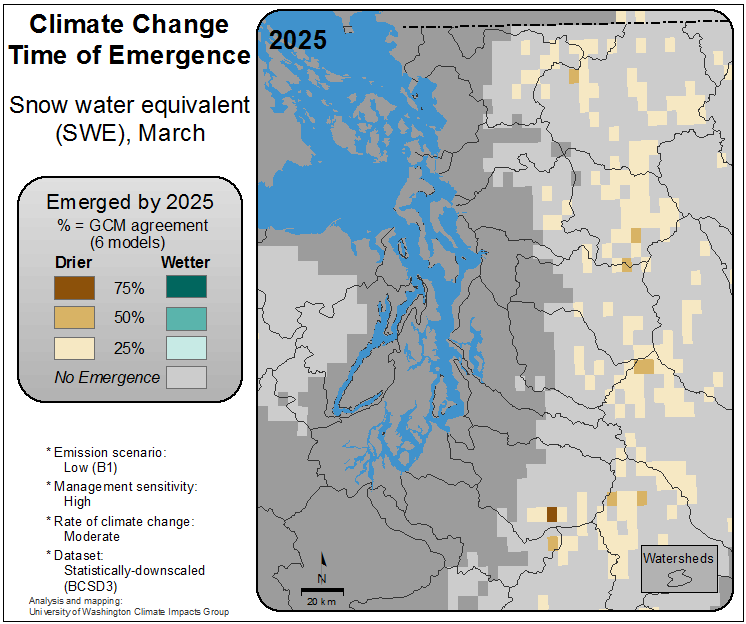 Climate Change
Time of Emergence
Snow water equivalent
(SWE), March
Emerged by 2025
% = GCM agreement
(6 models)
Drier Wetter
75%
50%
25%
No Emergence
* Emission scenario:
Low (B1)
* Management sensitivity:
High
* Rate of climate change:
Moderate
* Dataset:
Statistically-downscaled
(BCSD3)
Analysis and mapping:
University of Washington Climate Impacts Group
2025
N
20 km
Watersheds